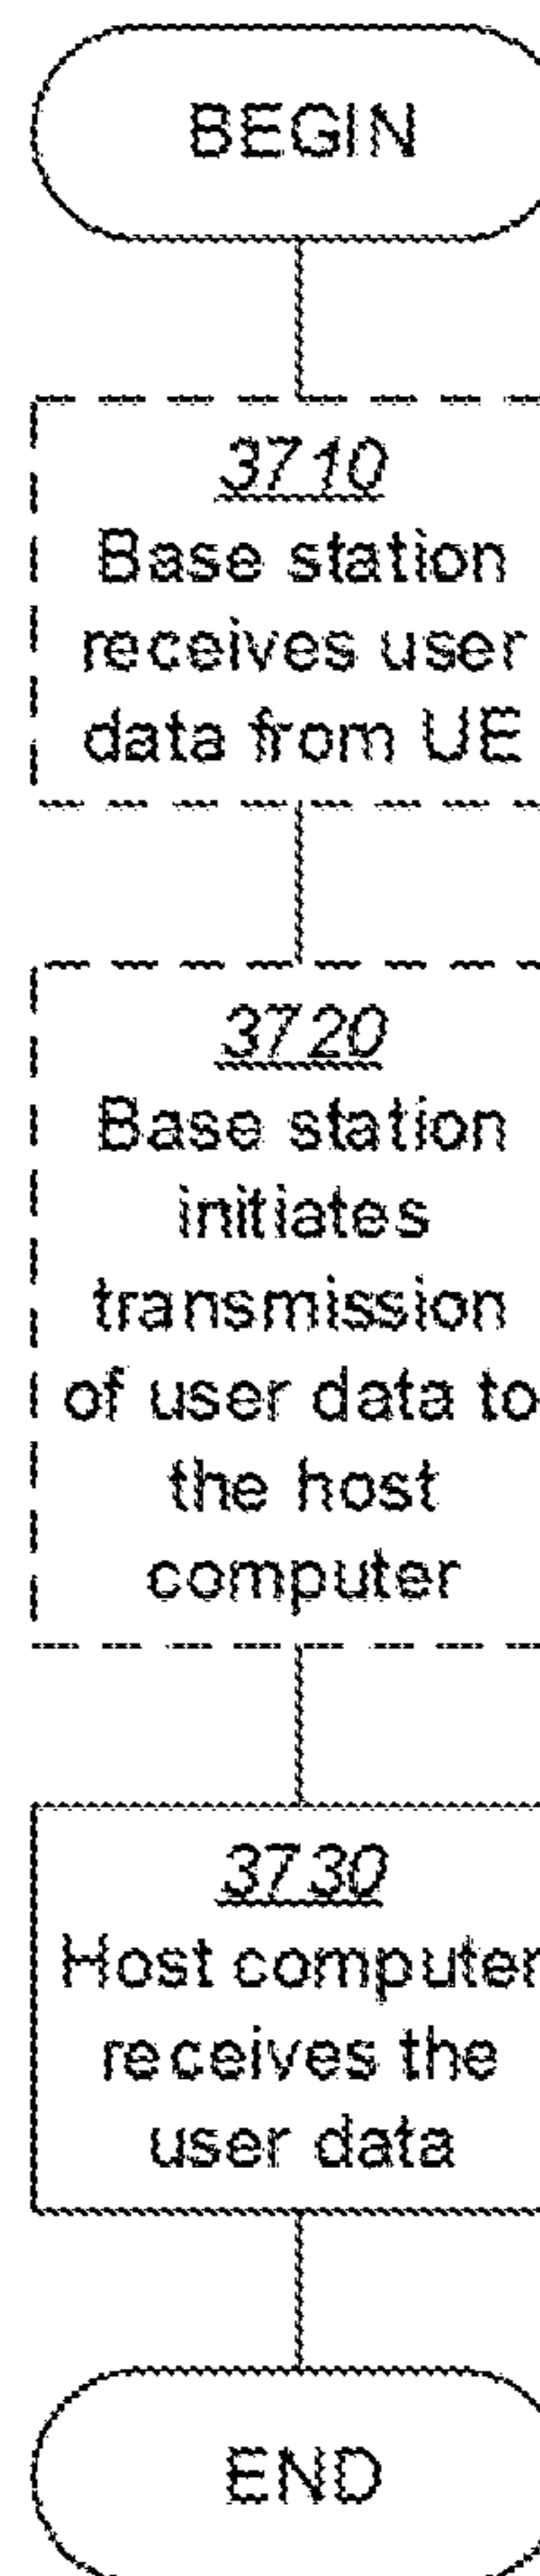 BEGIN
3710
Base station
receives user
data from UE
3720
Base station
initiates
transmission
of user data to
the host
computer
3730
Host computer
receives the
user data
END